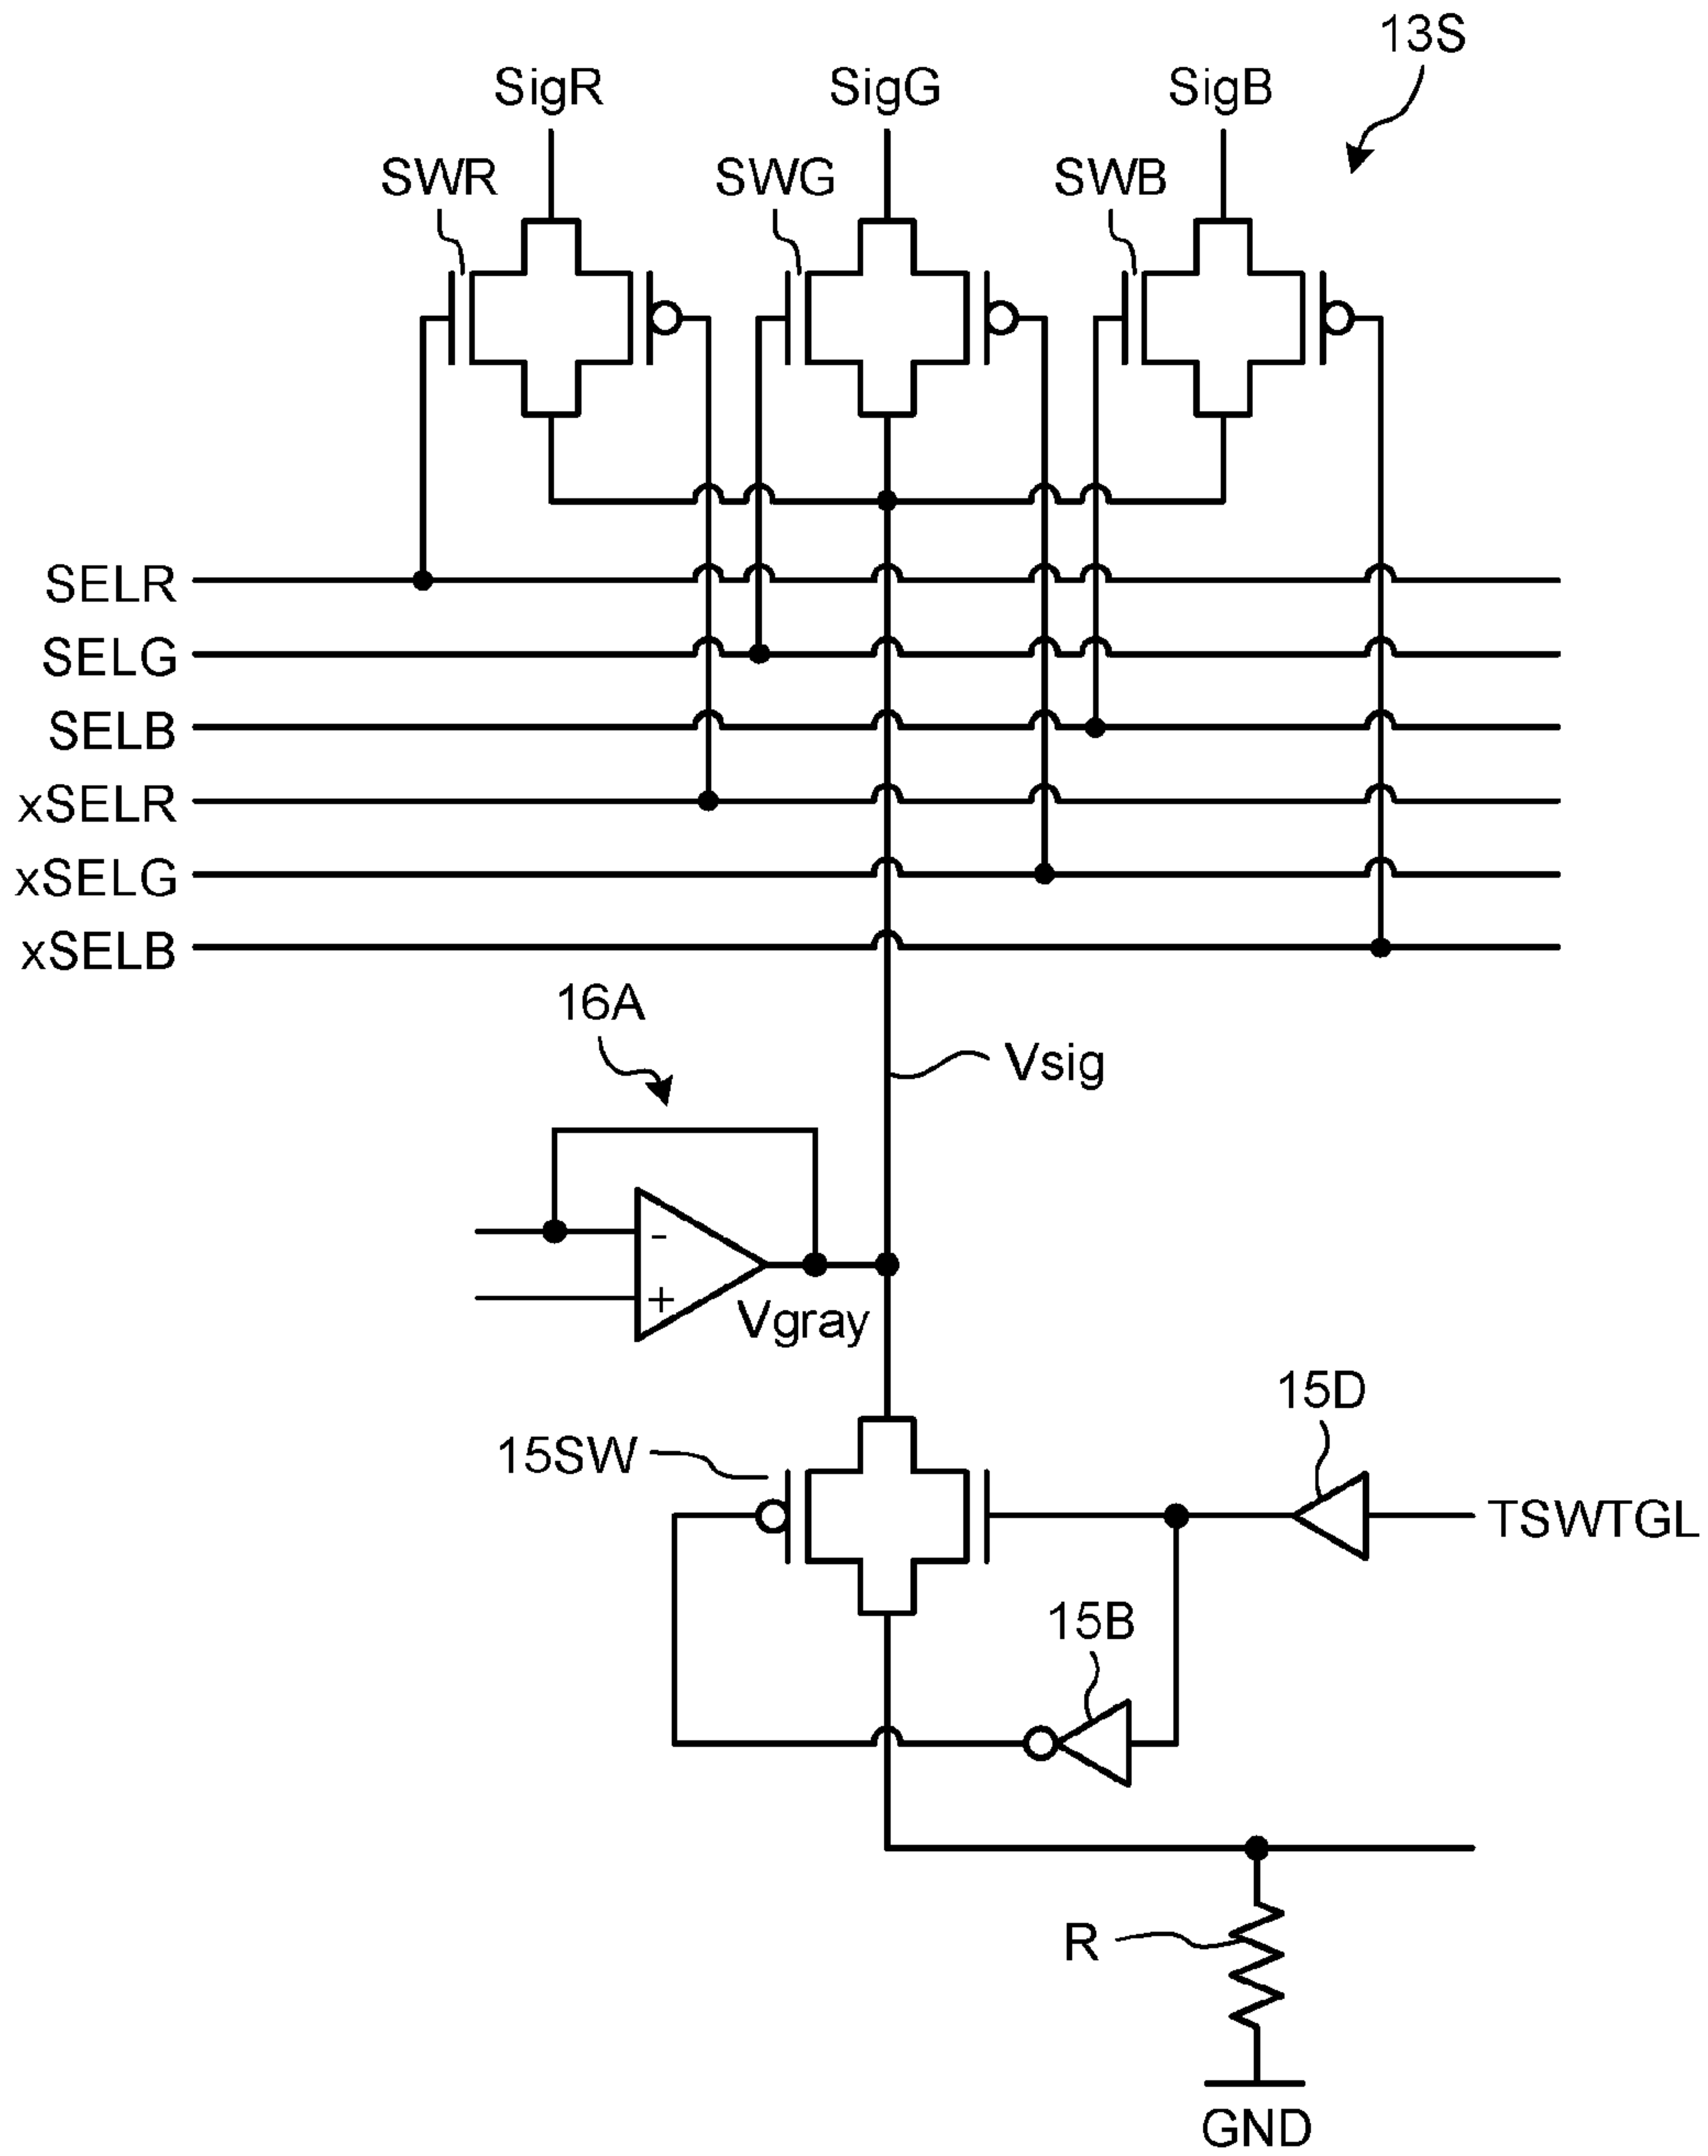 13S
SigR SigG SigB
SWR SWG SWB
SELR
SELG
SELB
xSELR
xSELG
xSELB
16A
Vsig
-
+
Vgray
15D
15SW
TSWTGL
15B
R
GND